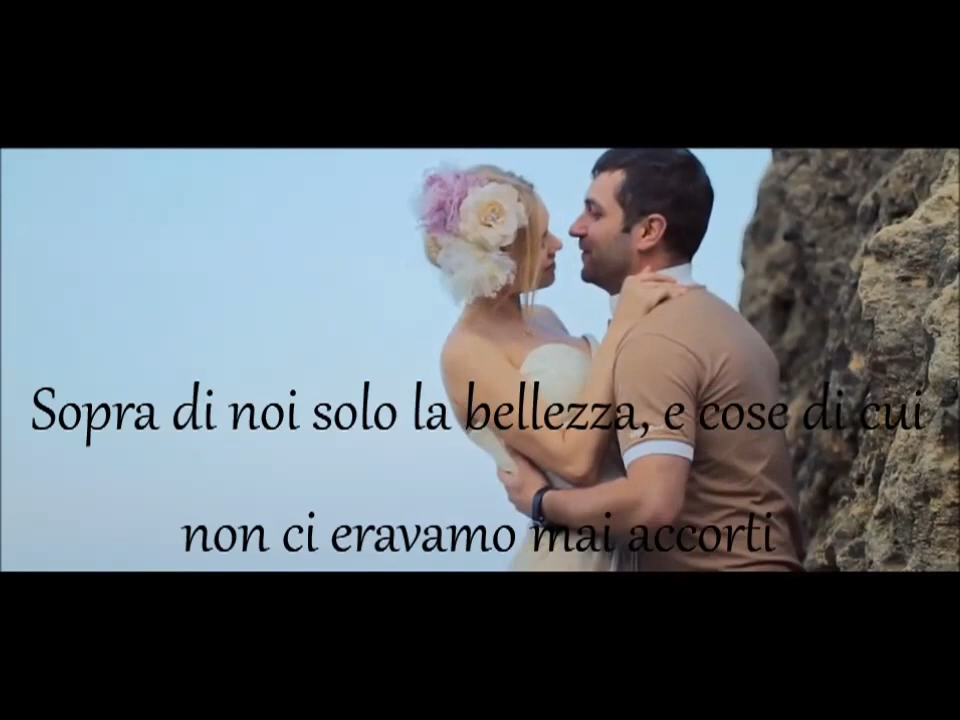 Sopra di noi solo la bellezza, e cose di cui
non ci eravamo mai accorti